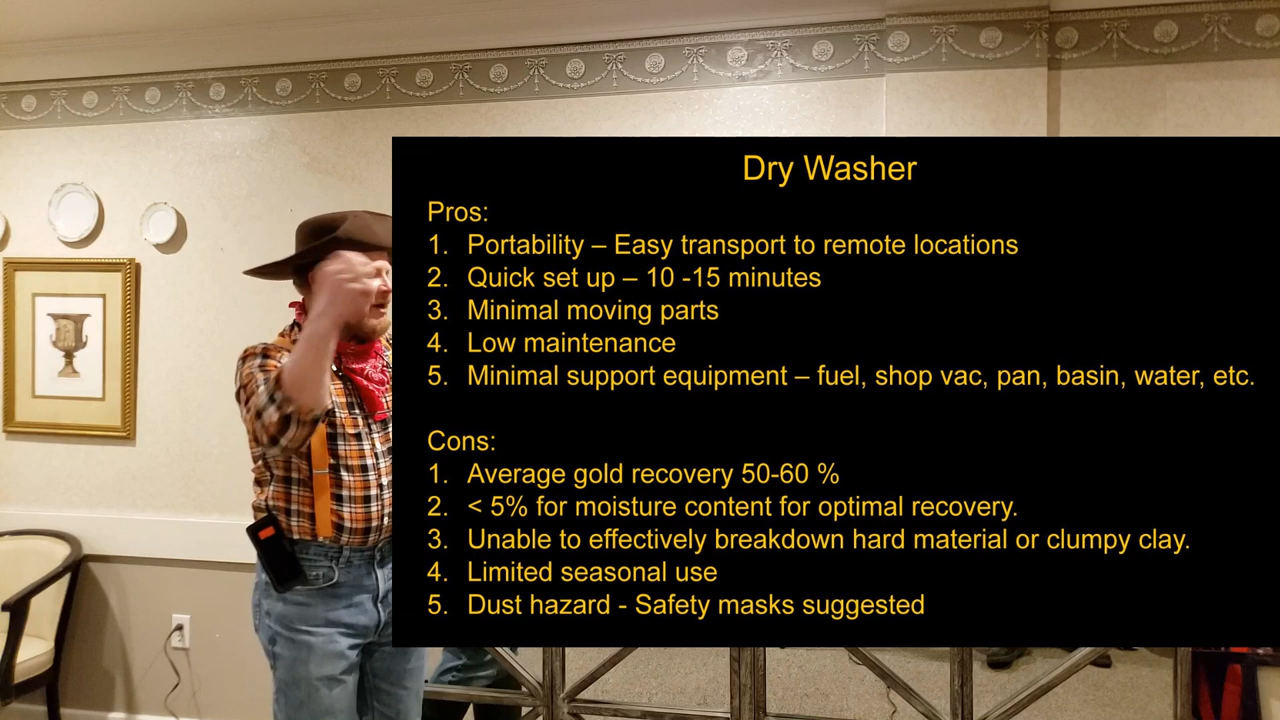 Dry Washer
Pros:
1. Portability – Easy transport to remote locations
2. Quick set up – 10 -15 minutes
3. Minimal moving parts
4. Low maintenance
5. Minimal support equipment – fuel, shop vac, pan, basin, water, etc.
Cons:
1. Average gold recovery 50-60 %
2. < 5% for moisture content for optimal recovery.
3. Unable to effectively breakdown hard material or clumpy clay.
4. Limited seasonal use
5. Dust hazard - Safety masks suggested